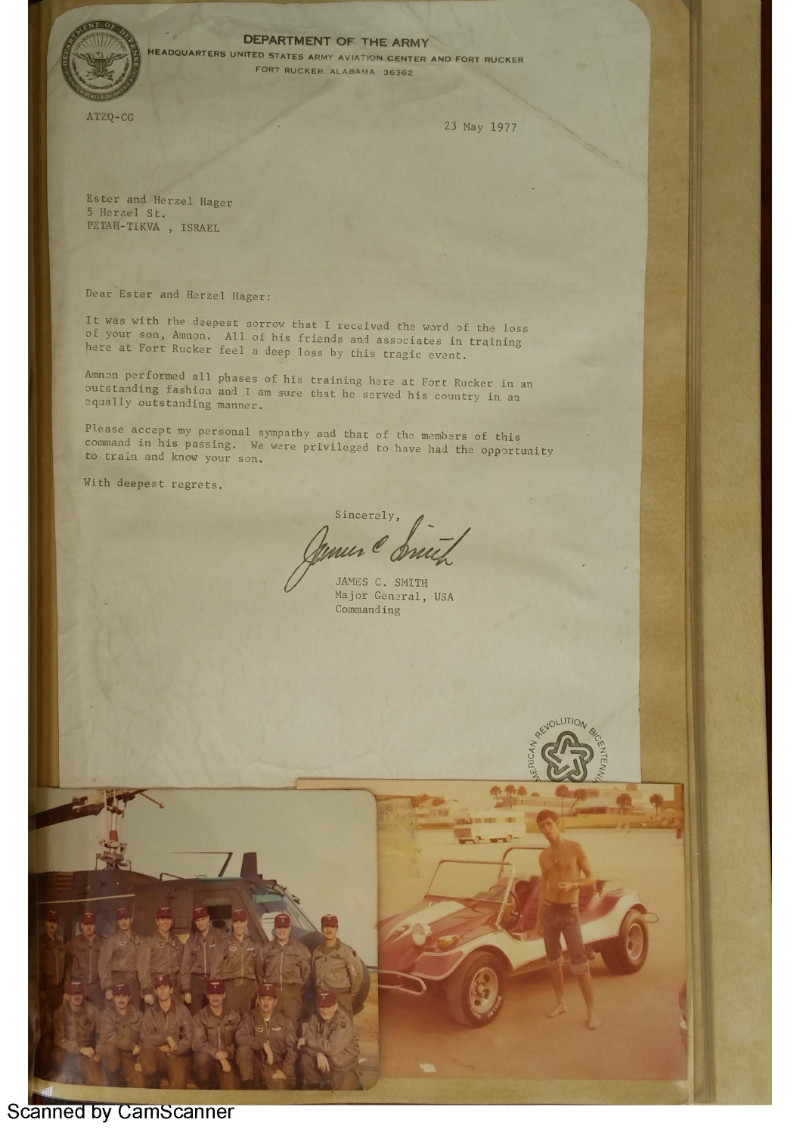 DEPARTMENT OF THE ARMY
HEADQUARTERS UNITED STATES ARMY AVIATION CENTER AND FORT RUCKER
FORT RUCKER, ALABAMA 36362
DEPARTMENT OF DEFENSE
UNITED STATES OF AMERICA
ATZQ-CG
23 May 1977
Ester and Herzel Hager
5 Herzel St.
PETAH-TIKVA , ISRAEL
Dear Ester and Herzel Hager:
It was with the deepest sorrow that I received the word of the loss
of your son, Amnon. All of his friends and associates in training
here at Fort Rucker feel a deep loss by this tragic event.
Amnon performed all phases of his training here at Fort Rucker in an
outstanding fashion and I am sure that he served his country in an
equally outstanding manner.
Please accept my personal sympathy and that of the members of this
command in his passing. We were privileged to have had the opportunity
to train and know your son.
With deepest regrets.
Sincerely,
James C Smith
JAMES C. SMITH
Major General, USA
Commanding
AMERICAN REVOLUTION BICENTENNIAL
Scanned by CamScanner